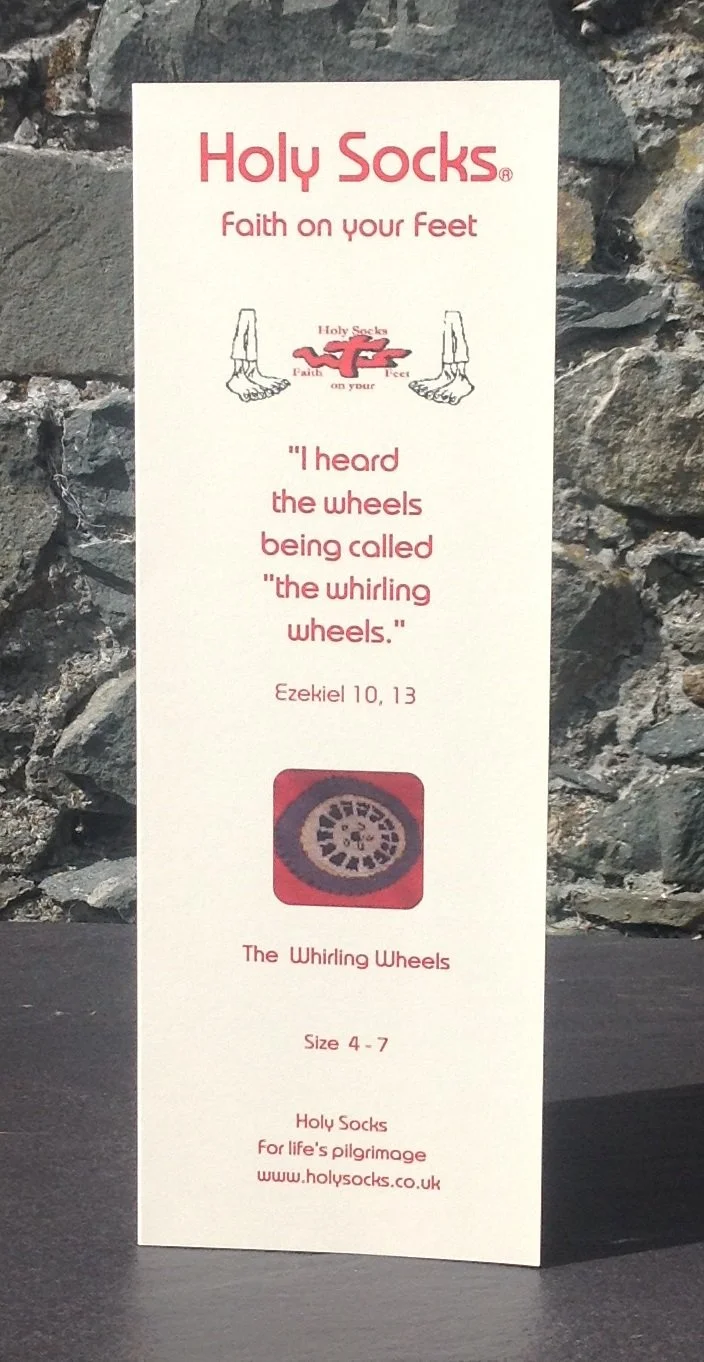 Holy Socks®
Faith on your Feet
Holy Socks
Faith Feet
on your
"I heard
the wheels
being called
"the whirling
wheels."
Ezekiel 10, 13
The Whirling Wheels
Size 4 - 7
Holy Socks
For life's pilgrimage
www.holysocks.co.uk